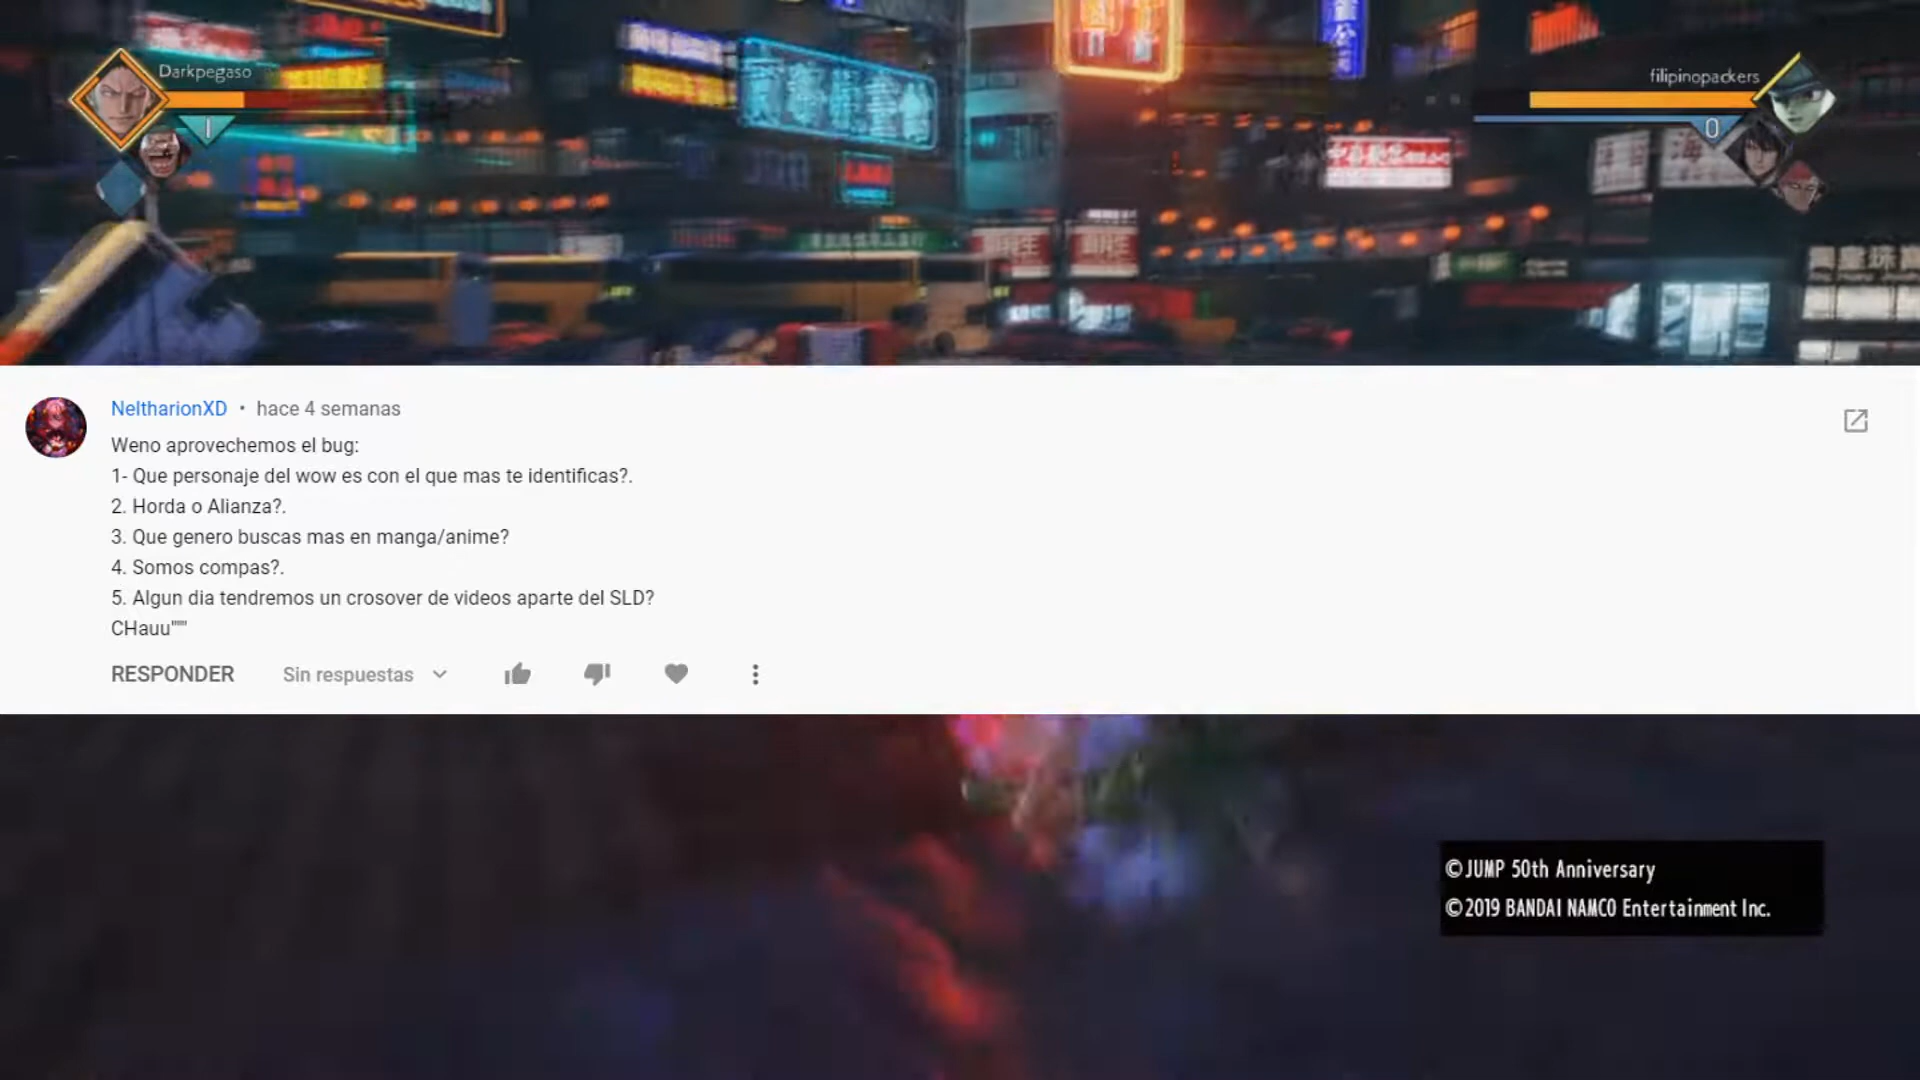 Darkpegaso
filipinopackers
0
NeltharionXD • hace 4 semanas
Weno aprovechemos el bug:
1- Que personaje del wow es con el que mas te identificas?.
2. Horda o Alianza?.
3. Que genero buscas mas en manga/anime?
4. Somos compas?.
5. Algun dia tendremos un crosover de videos aparte del SLD?
CHauu"""
RESPONDER Sin respuestas
©JUMP 50th Anniversary
©2019 BANDAI NAMCO Entertainment Inc.